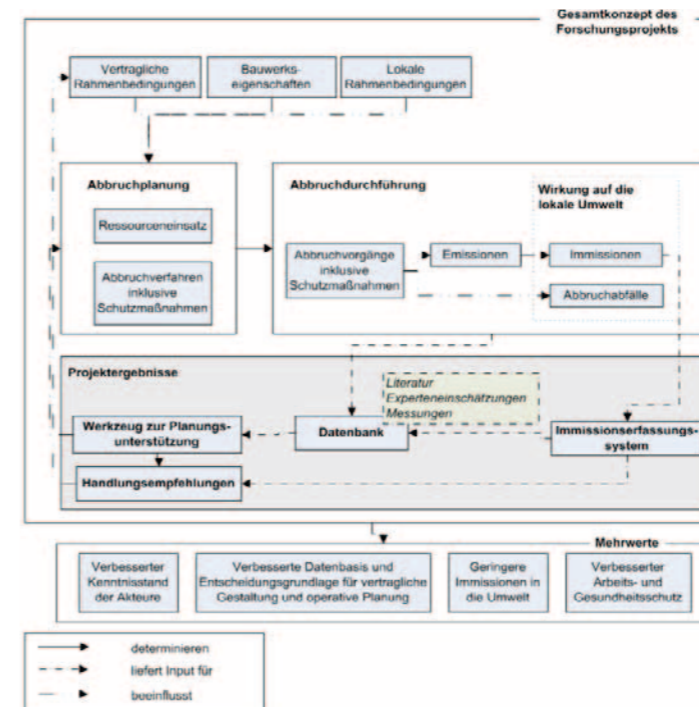 Gesamtkonzept des
Forschungsprojekts
Vertragliche
Rahmenbedingungen
Bauwerks-
eigenschaften
Lokale
Rahmenbedingungen
Abbruchplanung
Ressourceneinsatz
Abbruchverfahren
inklusive
Schutzmaßnahmen
Abbruchdurchführung
Abbruchvorgänge
inklusive
Schutzmaßnahmen
Emissionen
Wirkung auf die
lokale Umwelt
Immissionen
Abbruchabfälle
Projektergebnisse
Literatur
Experteneinschätzungen
Messungen
Werkzeug zur Planungs-
unterstützung
Datenbank
Immissionserfassungs-
system
Handlungsempfehlungen
Mehrwerte
Verbesserter
Kenntnisstand
der Akteure
Verbesserte Datenbasis und
Entscheidungsgrundlage für vertragliche
Gestaltung und operative Planung
Geringere
Immissionen in
die Umwelt
Verbesserter
Arbeits- und
Gesundheitsschutz
determinieren
liefert Input für
beeinflusst